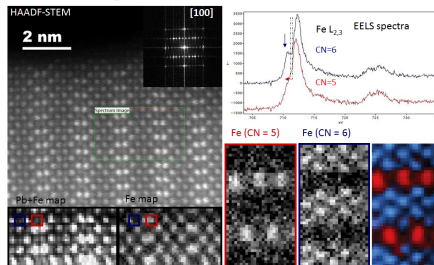 HAADF-STEM
[100]
2 nm
Spectrum Image
Pb+Fe map
Fe map
Fe L2,3
EELS spectra
CN=6
CN=5
eV
Fe (CN = 5)
Fe (CN = 6)